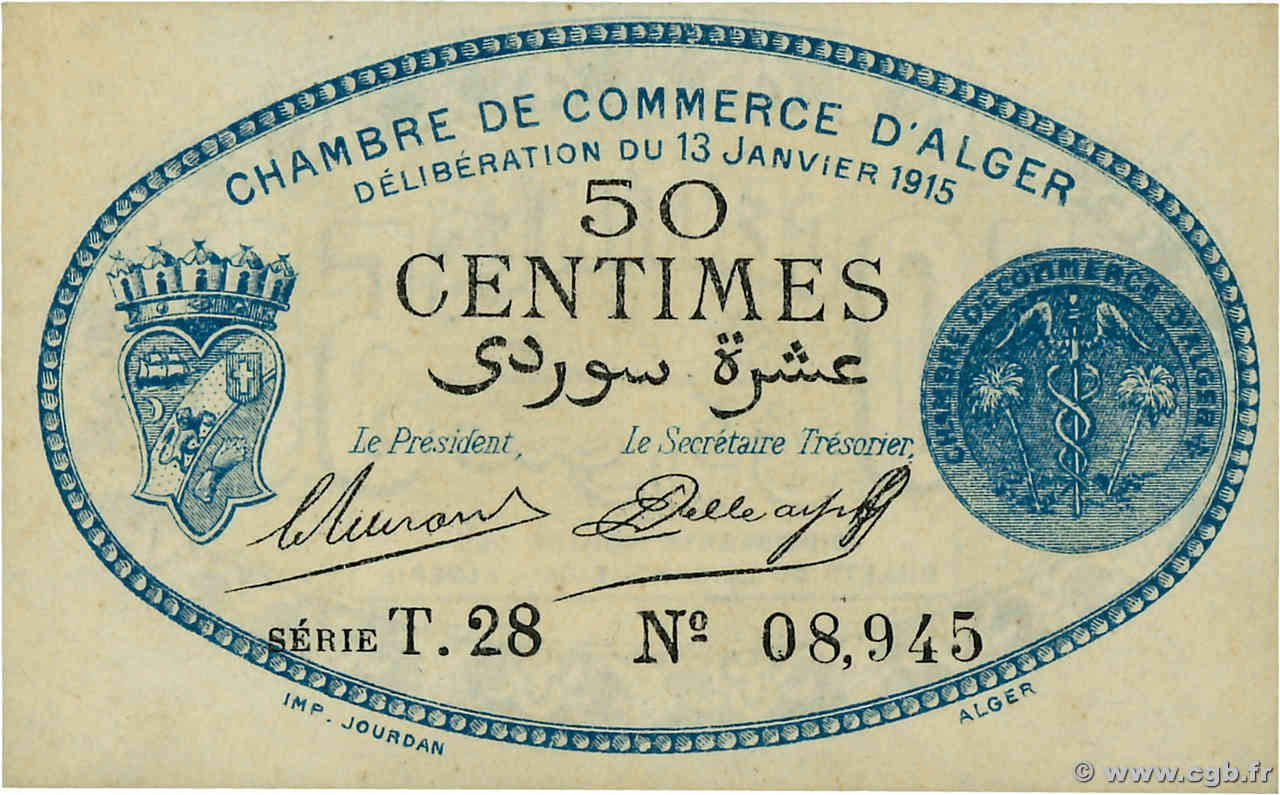 CHAMBRE DE COMMERCE D'ALGER
DÉLIBÉRATION DU 13 JANVIER 1915
50
CENTIMES
عشرة سوردى
CHAMBRE DE COMMERCE D'ALGER
Le Président, Le Secrétaire Trésorier,
SÉRIE T. 28 Nº 08,945
IMP. JOURDAN ALGER
© www.cgb.fr